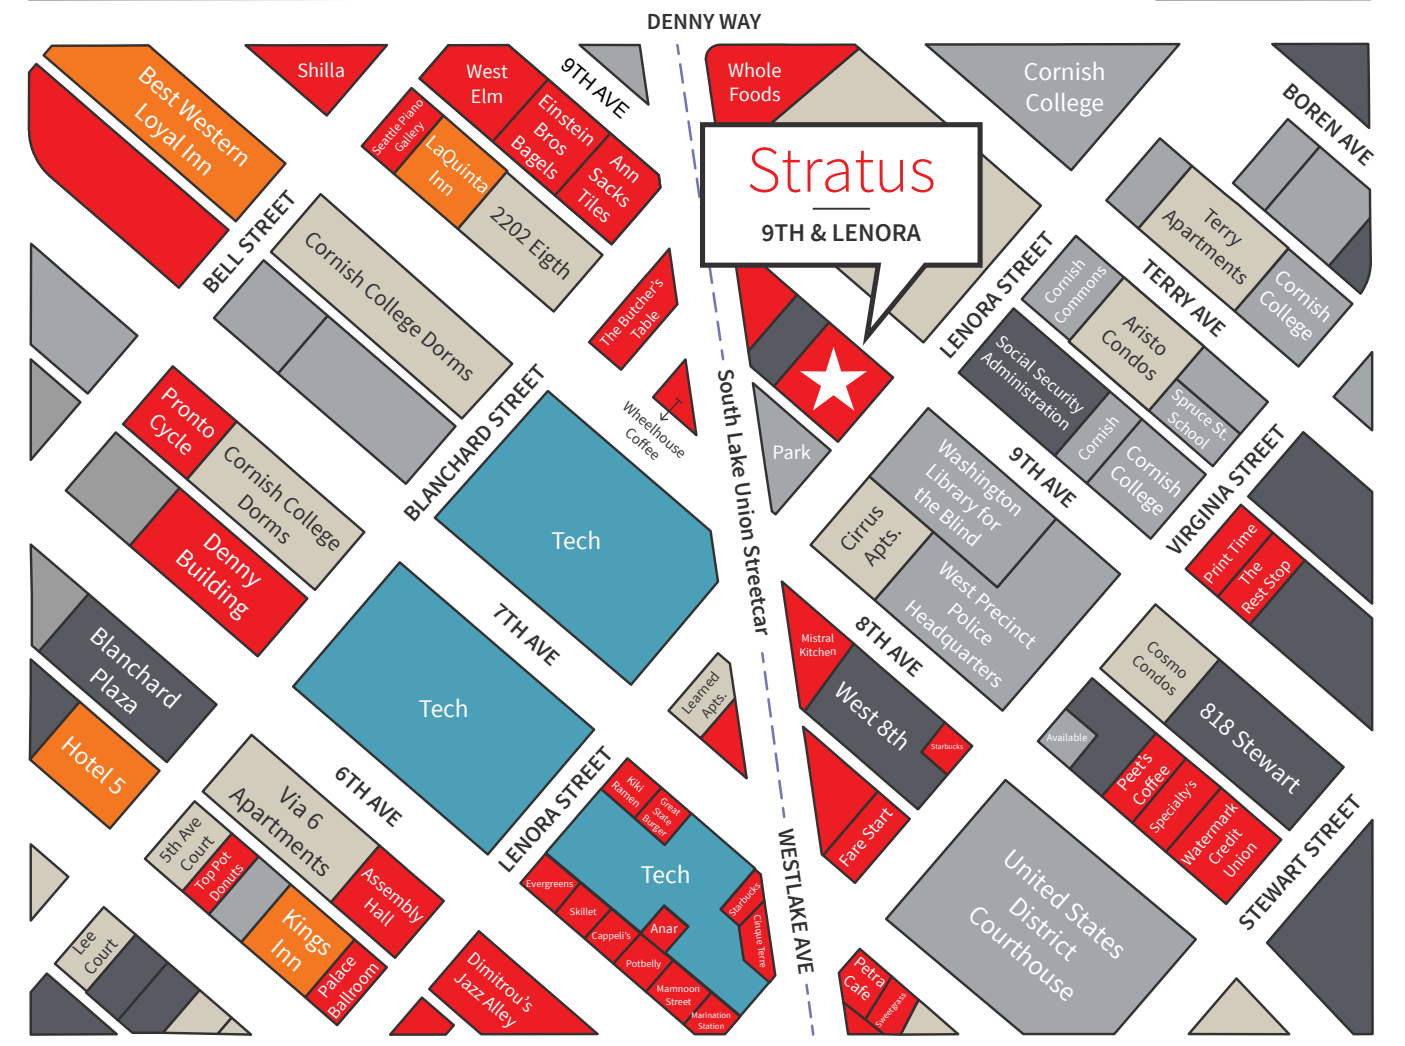 DENNY WAY
Best Western
Loyal Inn
Shilla
West
Elm
9TH AVE
Whole
Foods
Cornish
College
BOREN AVE
Seattle Piano
Gallery
LaQuinta
Inn
Einstein
Bros
Bagels
Ann
Sacks
Tiles
2202 Eigth
Stratus
9TH & LENORA
BELL STREET
Cornish College Dorms
The Butcher's
Table
LENORA STREET
Cornish
Commons
Terry
Apartments
Cornish
College
TERRY AVE
Aristo
Condos
Social Security
Administration
Spruce St.
School
Cornish
Cornish
College
Pronto
Cycle
Cornish College
Dorms
BLANCHARD STREET
Wheelhouse
Coffee
South Lake Union Streetcar
Park
Washington
Library for
the Blind
9TH AVE
VIRGINIA STREET
Denny
Building
Tech
Cirrus
Apts.
West Precinct
Police
Headquarters
Print Time
The
Rest Stop
7TH AVE
Blanchard
Plaza
Mistral
Kitchen
8TH AVE
Cosmo
Condos
Tech
Learned
Apts.
West 8th
Starbucks
Available
818 Stewart
Hotel 5
6TH AVE
Via 6
Apartments
LENORA STREET
Kiki
Ramen
Great
State
Burger
Peet's
Coffee
Specialty's
Watermark
Credit
Union
5th Ave
Court
Top Pot
Donuts
Assembly
Hall
Tech
Evergreens
Skillet
Cappeli's
Anar
Potbelly
Mamnoon
Street
Marination
Station
Starbucks
Cinque Terre
WESTLAKE AVE
Fare Start
United States
District
Courthouse
STEWART STREET
Kings
Inn
Palace
Ballroom
Lee
Court
Dimitrou's
Jazz Alley
Petra
Cafe
Sweetgrass